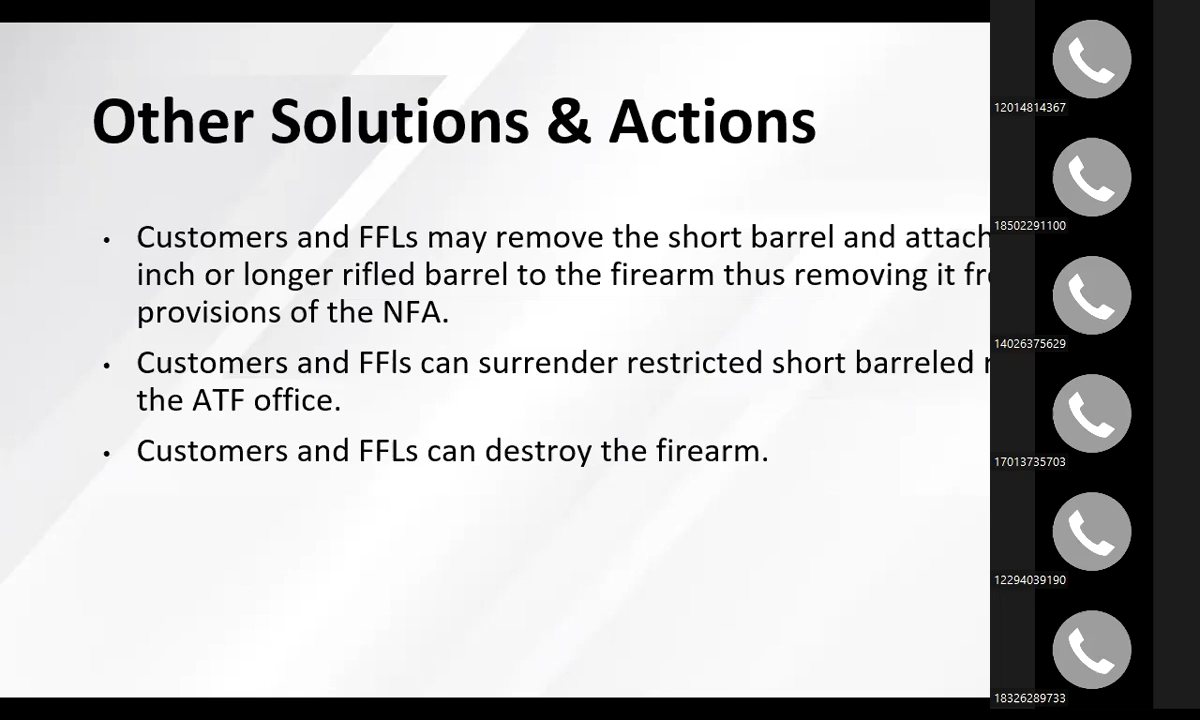 Other Solutions & Actions
• Customers and FFLs may remove the short barrel and attach
inch or longer rifled barrel to the firearm thus removing it
provisions of the NFA.
• Customers and FFls can surrender restricted short barreled
the ATF office.
• Customers and FFLs can destroy the firearm.
12014814367
18502291100
14026375629
17013735703
12294039190
18326289733